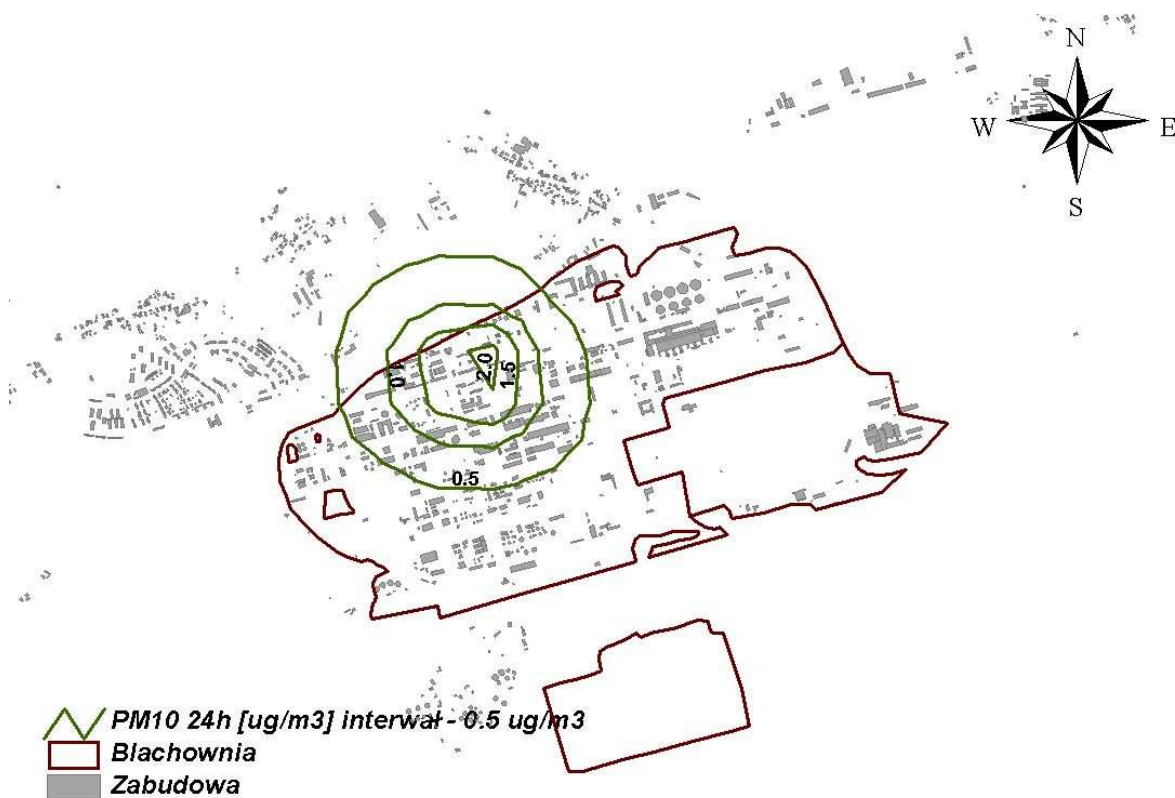 N
W E
S
2.0
1.5
1.0
0.5
PM10 24h [ug/m3] interwał - 0.5 ug/m3
Blachownia
Zabudowa